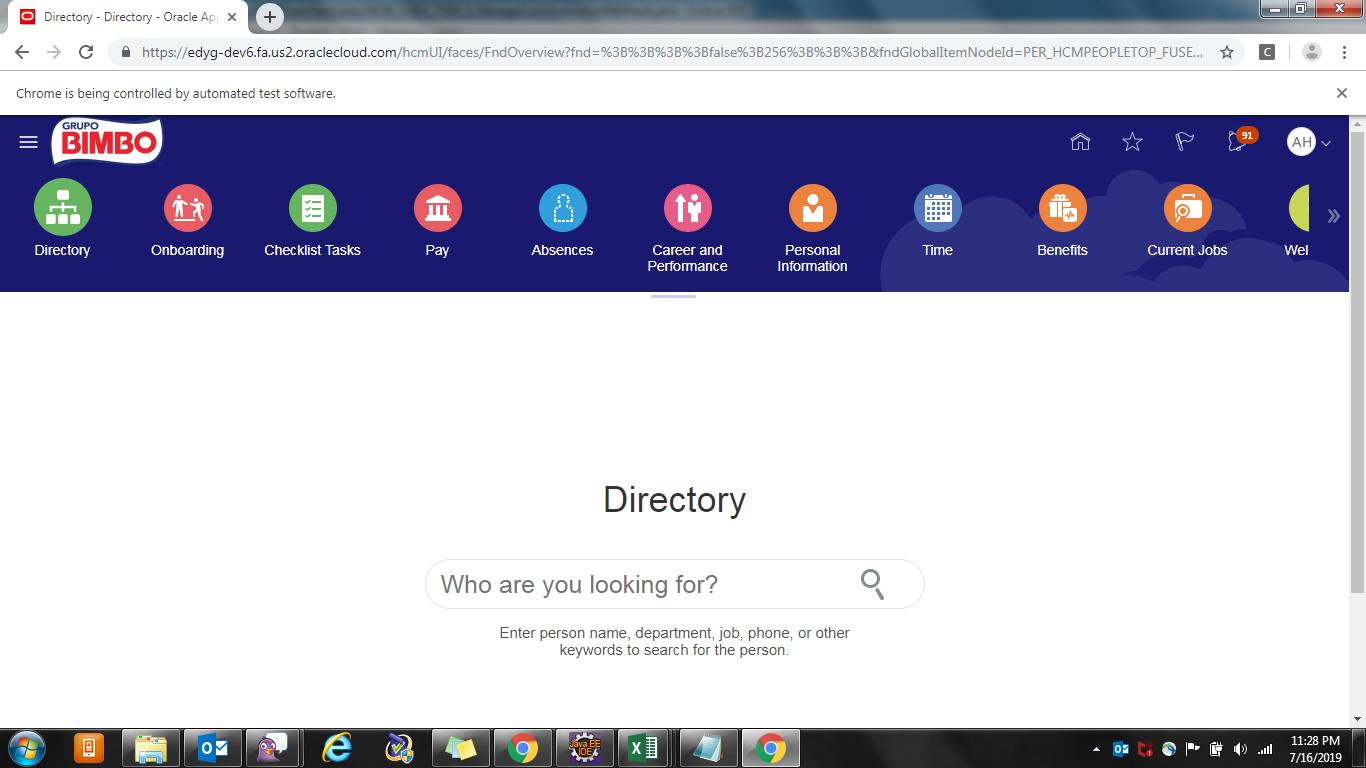 Directory - Directory - Oracle Ap
https://edyg-dev6.fa.us2.oraclecloud.com/hcmUI/faces/FndOverview?fnd=%3B%3B%3B%3Bfalse%3B256%3B%3B%3B&fndGlobalItemNodeId=PER_HCMPEOPLETOP_FUSE...
C
Chrome is being controlled by automated test software.
GRUPO
BIMBO
91
AH
Directory
Onboarding
Checklist Tasks
Pay
Absences
Career and
Performance
Personal
Information
Time
Benefits
Current Jobs
Wel
Directory
Who are you looking for?
Enter person name, department, job, phone, or other
keywords to search for the person.
Java EE
IDE
11:28 PM
7/16/2019